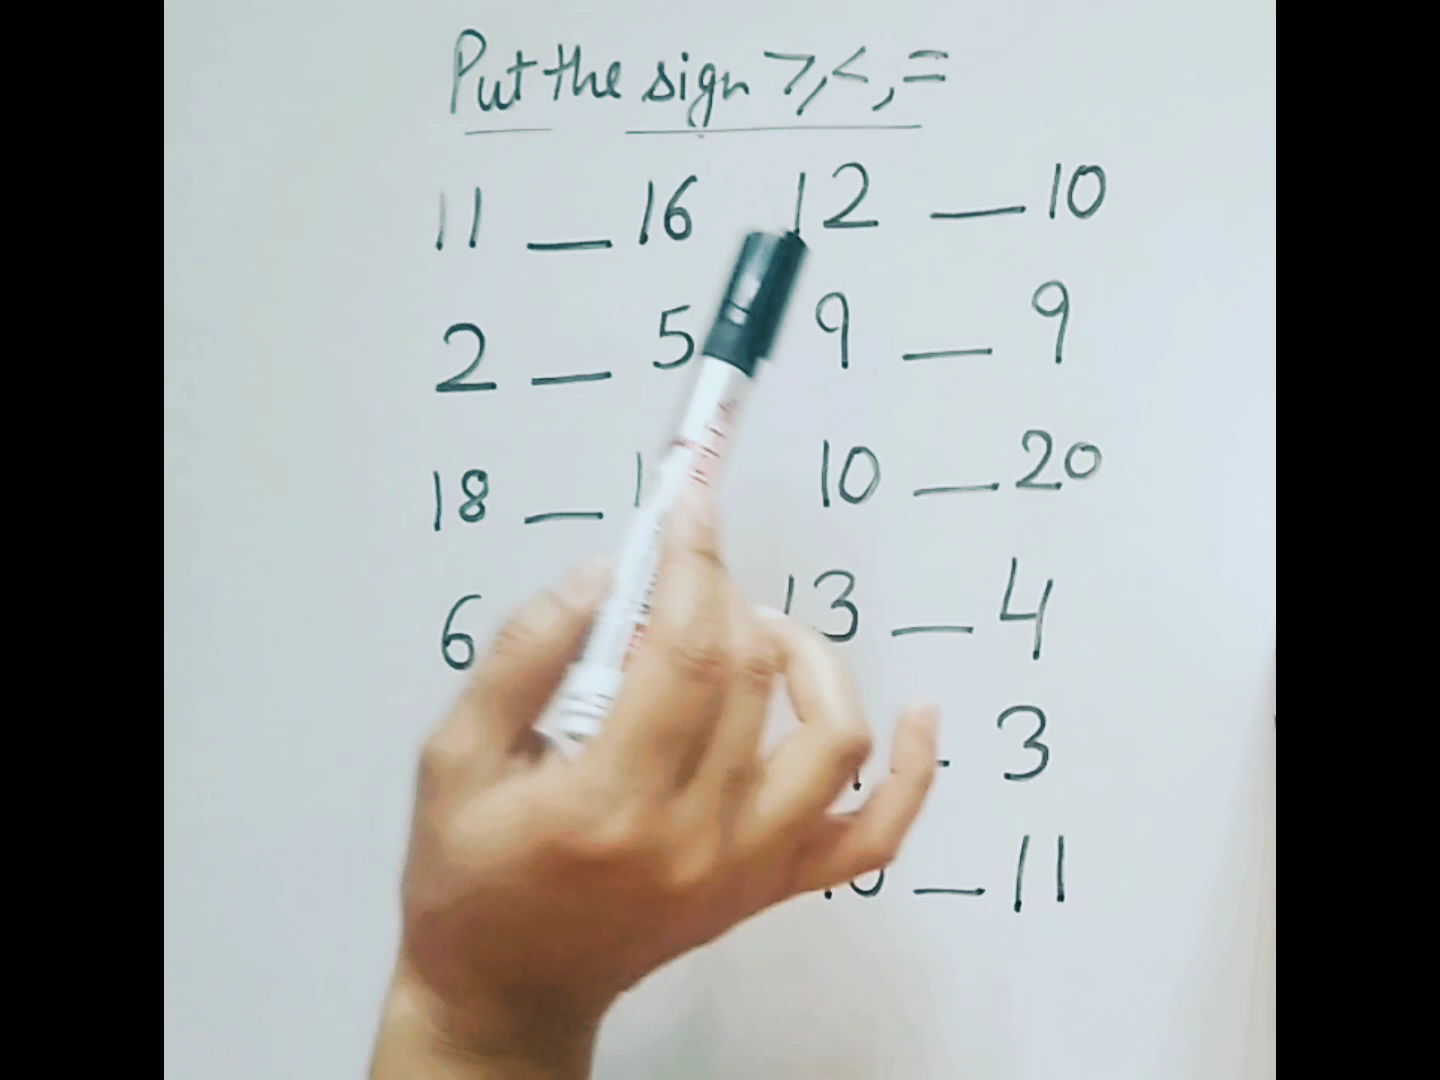 Put the sign >, <, =
11 __ 16 12 __ 10
2 __ 5 9 __ 9
18 __ 10 __ 20
6 13 __ 4
3
__ 11